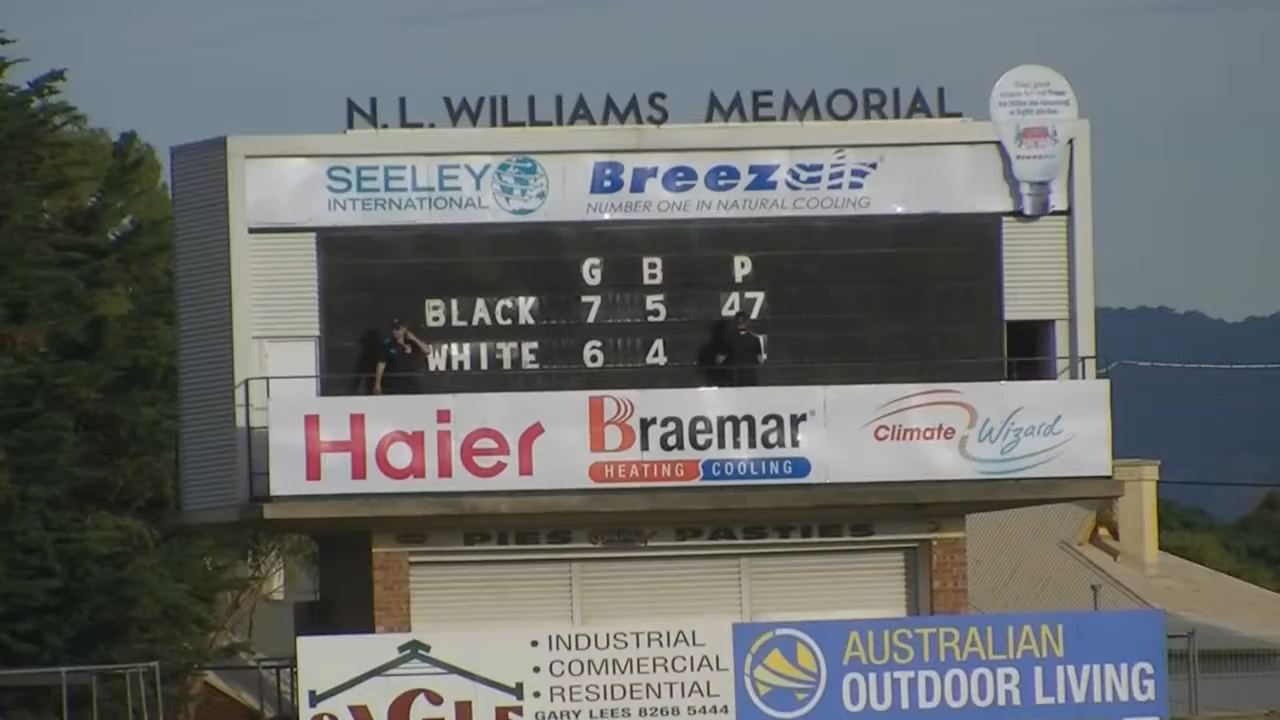 N.L. WILLIAMS MEMORIAL
SEELEY INTERNATIONAL
Breezair
NUMBER ONE IN NATURAL COOLING
G B P
BLACK 7 5 47
WHITE 6 4
Haier
Braemar
HEATING COOLING
Climate Wizard
PIES PASTIES
• INDUSTRIAL
• COMMERCIAL
• RESIDENTIAL
GARY LEES 8268 5444
EAGLE
AUSTRALIAN
OUTDOOR LIVING